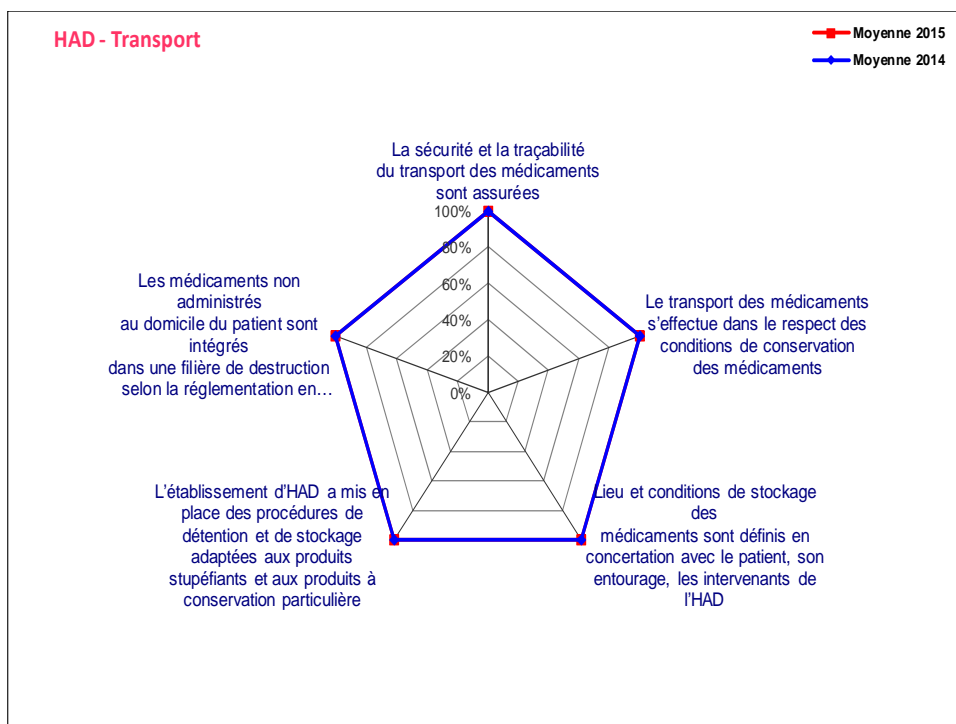 HAD - Transport
Moyenne 2015
Moyenne 2014
La sécurité et la traçabilité
du transport des médicaments
sont assurées
100%
80%
60%
40%
20%
0%
Le transport des médicaments
s’effectue dans le respect des
conditions de conservation
des médicaments
Lieu et conditions de stockage
des
médicaments sont définis en
concertation avec le patient, son
entourage, les intervenants de
l’HAD
L’établissement d’HAD a mis en
place des procédures de
détention et de stockage
adaptées aux produits
stupéfiants et aux produits à
conservation particulière
Les médicaments non
administrés
au domicile du patient sont
intégrés
dans une filière de destruction
selon la réglementation en…